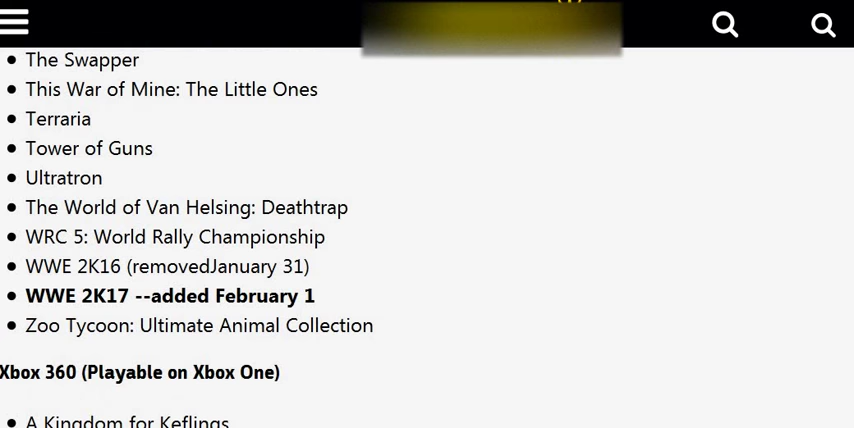 The Swapper
This War of Mine: The Little Ones
Terraria
Tower of Guns
Ultratron
The World of Van Helsing: Deathtrap
WRC 5: World Rally Championship
WWE 2K16 (removedJanuary 31)
WWE 2K17 --added February 1
Zoo Tycoon: Ultimate Animal Collection
Xbox 360 (Playable on Xbox One)
A Kingdom for Keflings